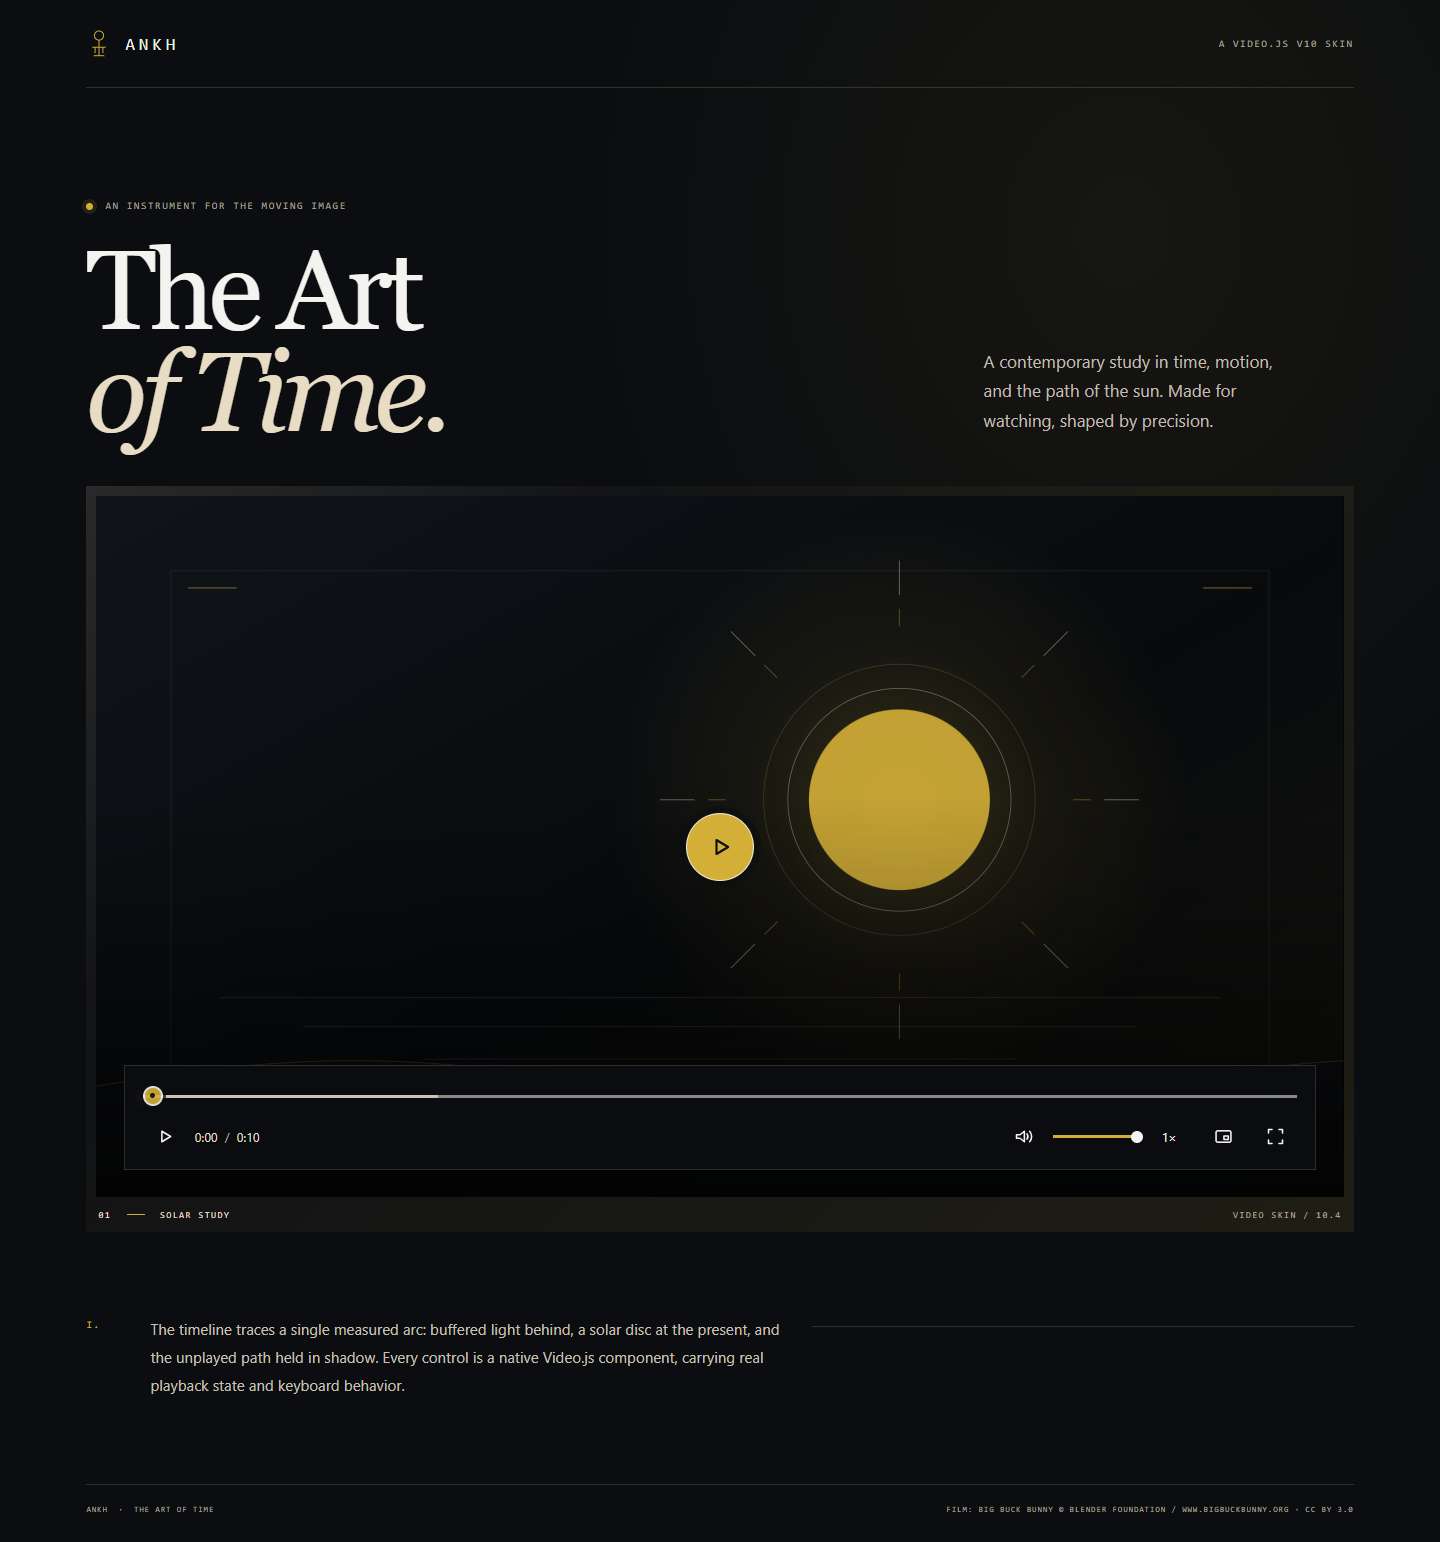 ANKH
A VIDEO.JS V10 SKIN
AN INSTRUMENT FOR THE MOVING IMAGE
The Art
of Time.
A contemporary study in time, motion,
and the path of the sun. Made for
watching, shaped by precision.
0:00 / 0:10
1×
01 — SOLAR STUDY
VIDEO SKIN / 10.4
I.
The timeline traces a single measured arc: buffered light behind, a solar disc at the present, and
the unplayed path held in shadow. Every control is a native Video.js component, carrying real
playback state and keyboard behavior.
ANKH · THE ART OF TIME
FILM: BIG BUCK BUNNY © BLENDER FOUNDATION / WWW.BIGBUCKBUNNY.ORG · CC BY 3.0